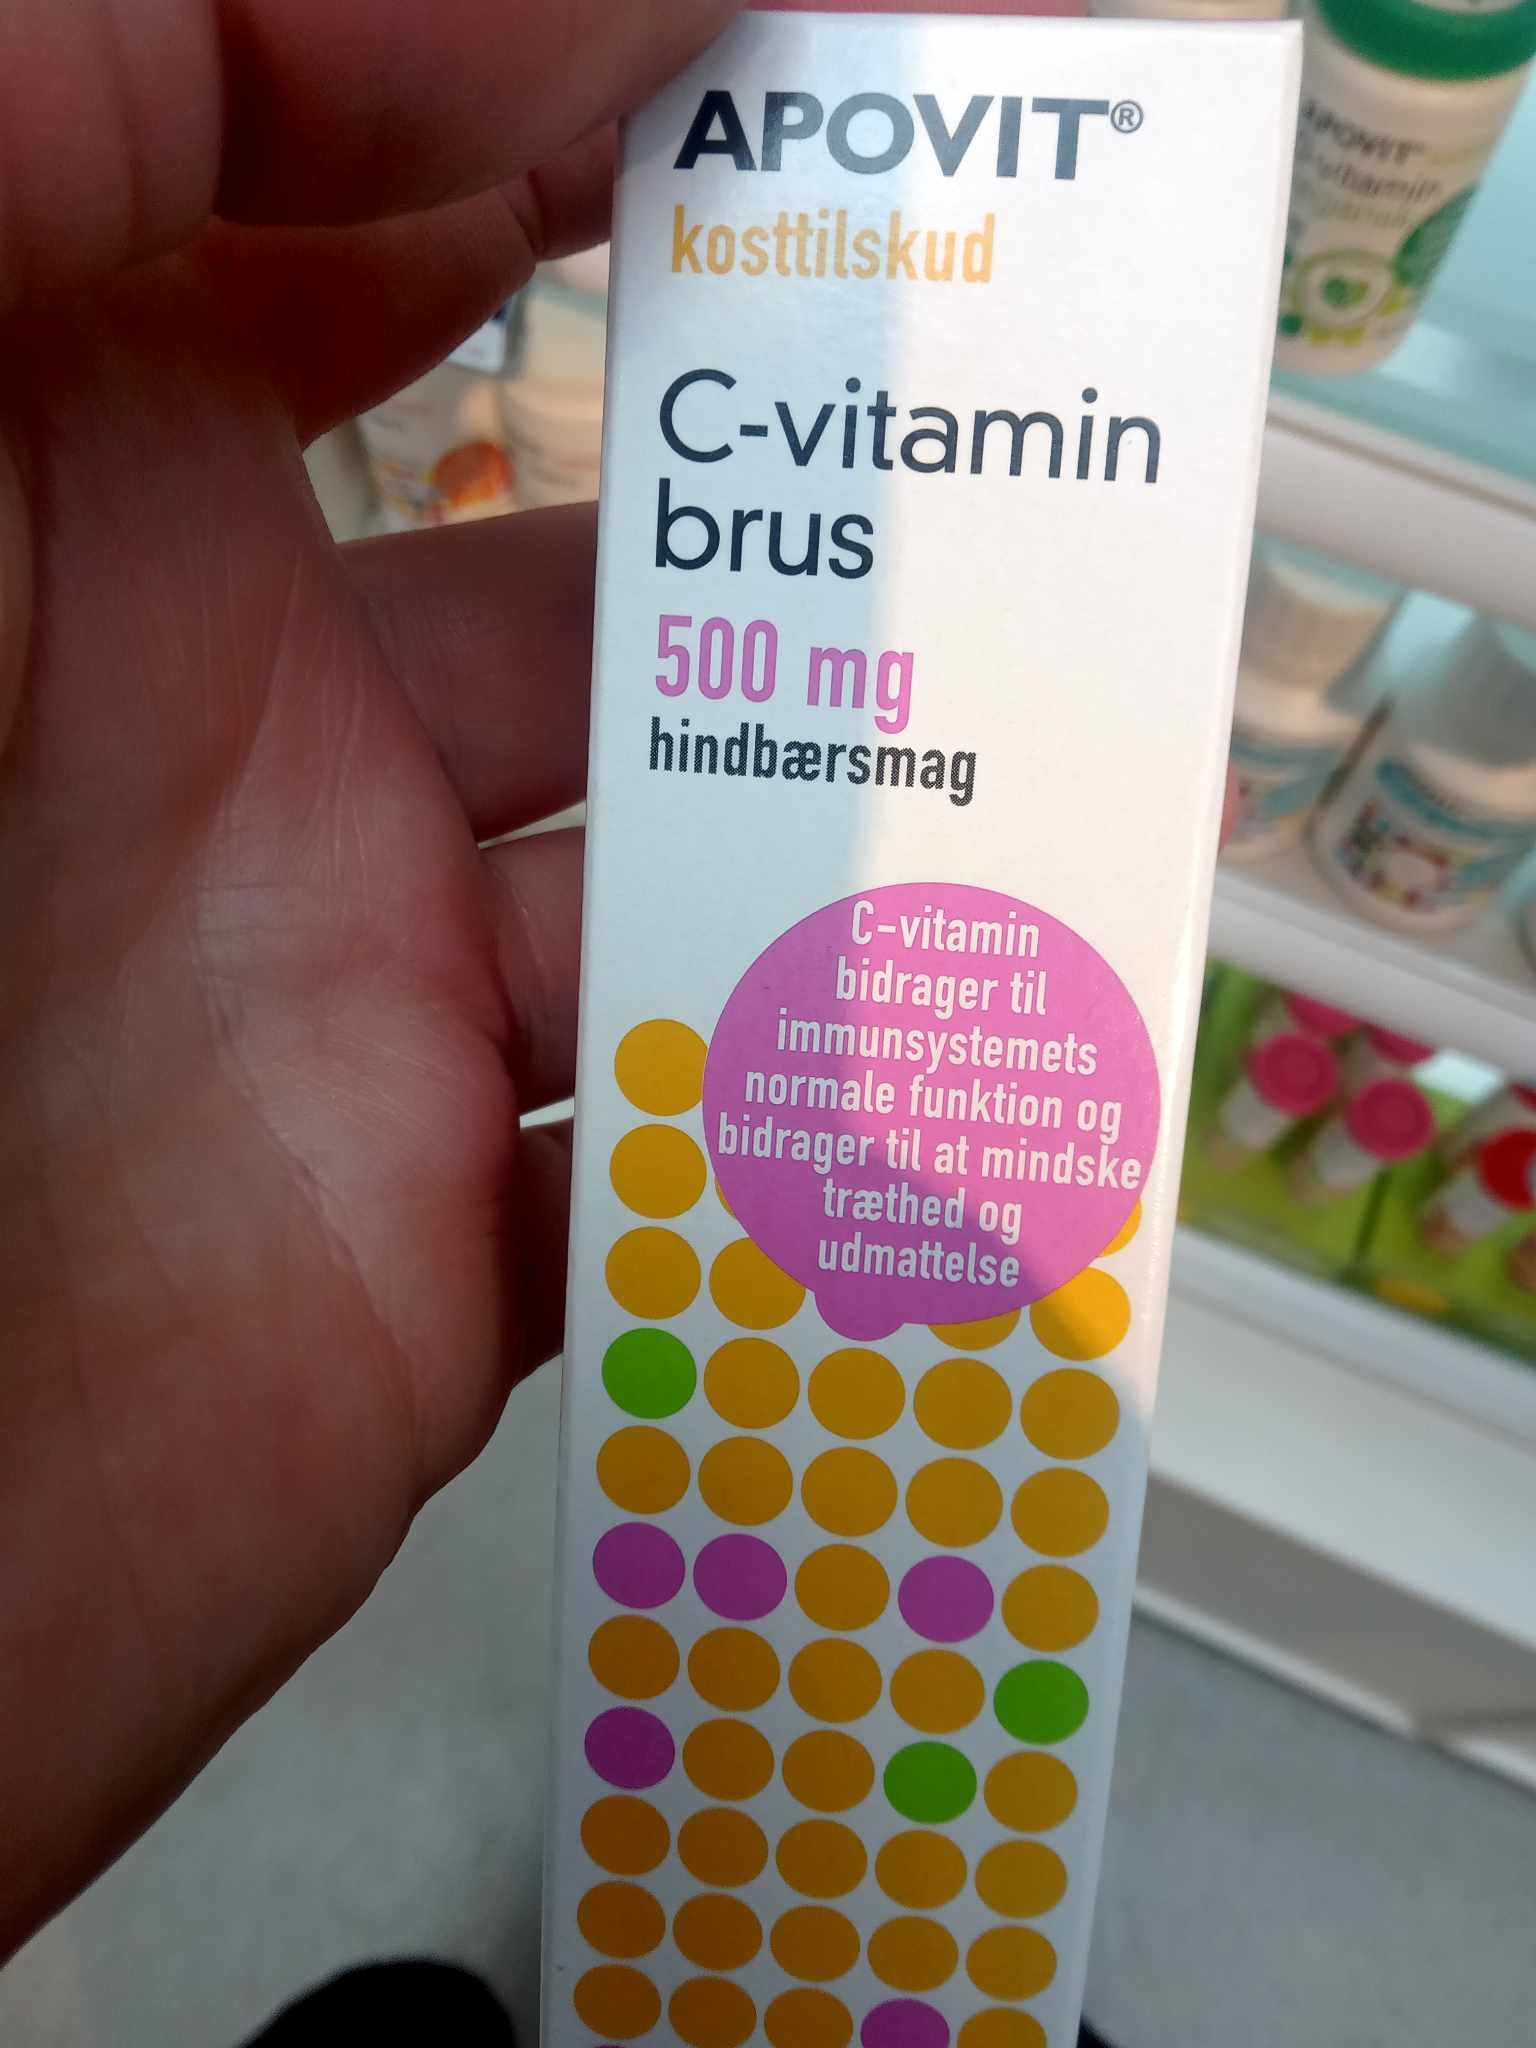 APOVIT®
kosttilskud
C-vitamin
brus
500 mg
hindbærsmag
C-vitamin
bidrager til
immunsystemets
normale funktion og
bidrager til at mindske
træthed og
udmattelse
APOVIT